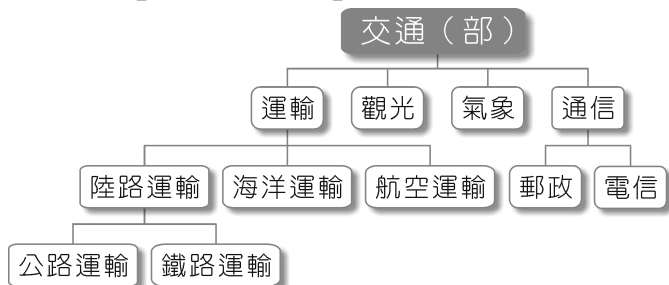 交通（部）
運輸 觀光 氣象 通信
陸路運輸 海洋運輸 航空運輸 郵政 電信
公路運輸 鐵路運輸